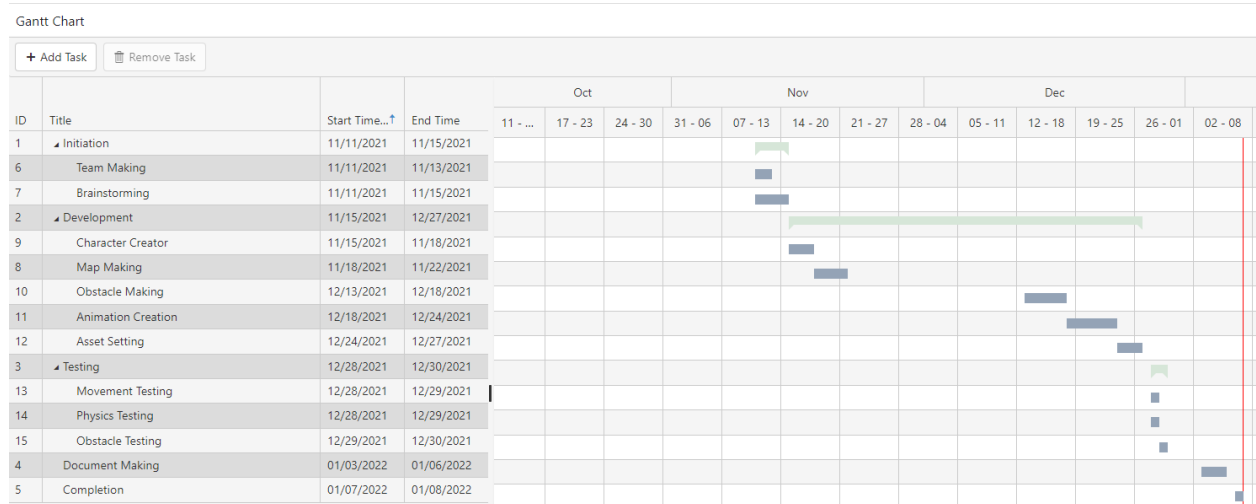 Gantt Chart
+ Add Task Remove Task
Oct Nov Dec
ID Title Start Time...↑ End Time 11 - ... 17 - 23 24 - 30 31 - 06 07 - 13 14 - 20 21 - 27 28 - 04 05 - 11 12 - 18 19 - 25 26 - 01 02 - 08
1 Initiation 11/11/2021 11/15/2021
6 Team Making 11/11/2021 11/13/2021
7 Brainstorming 11/11/2021 11/15/2021
2 Development 11/15/2021 12/27/2021
9 Character Creator 11/15/2021 11/18/2021
8 Map Making 11/18/2021 11/22/2021
10 Obstacle Making 12/13/2021 12/18/2021
11 Animation Creation 12/18/2021 12/24/2021
12 Asset Setting 12/24/2021 12/27/2021
3 Testing 12/28/2021 12/30/2021
13 Movement Testing 12/28/2021 12/29/2021
14 Physics Testing 12/28/2021 12/29/2021
15 Obstacle Testing 12/29/2021 12/30/2021
4 Document Making 01/03/2022 01/06/2022
5 Completion 01/07/2022 01/08/2022